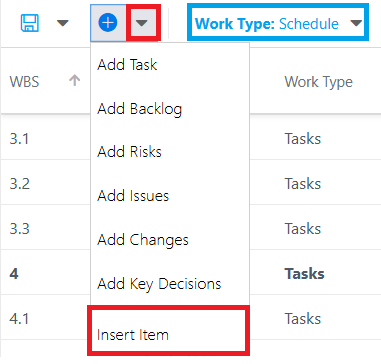 Work Type: Schedule
WBS
Work Type
Add Task
Add Backlog
Add Risks
Add Issues
Add Changes
Add Key Decisions
Insert Item
3.1 Tasks
3.2 Tasks
3.3 Tasks
4 Tasks
4.1 Tasks